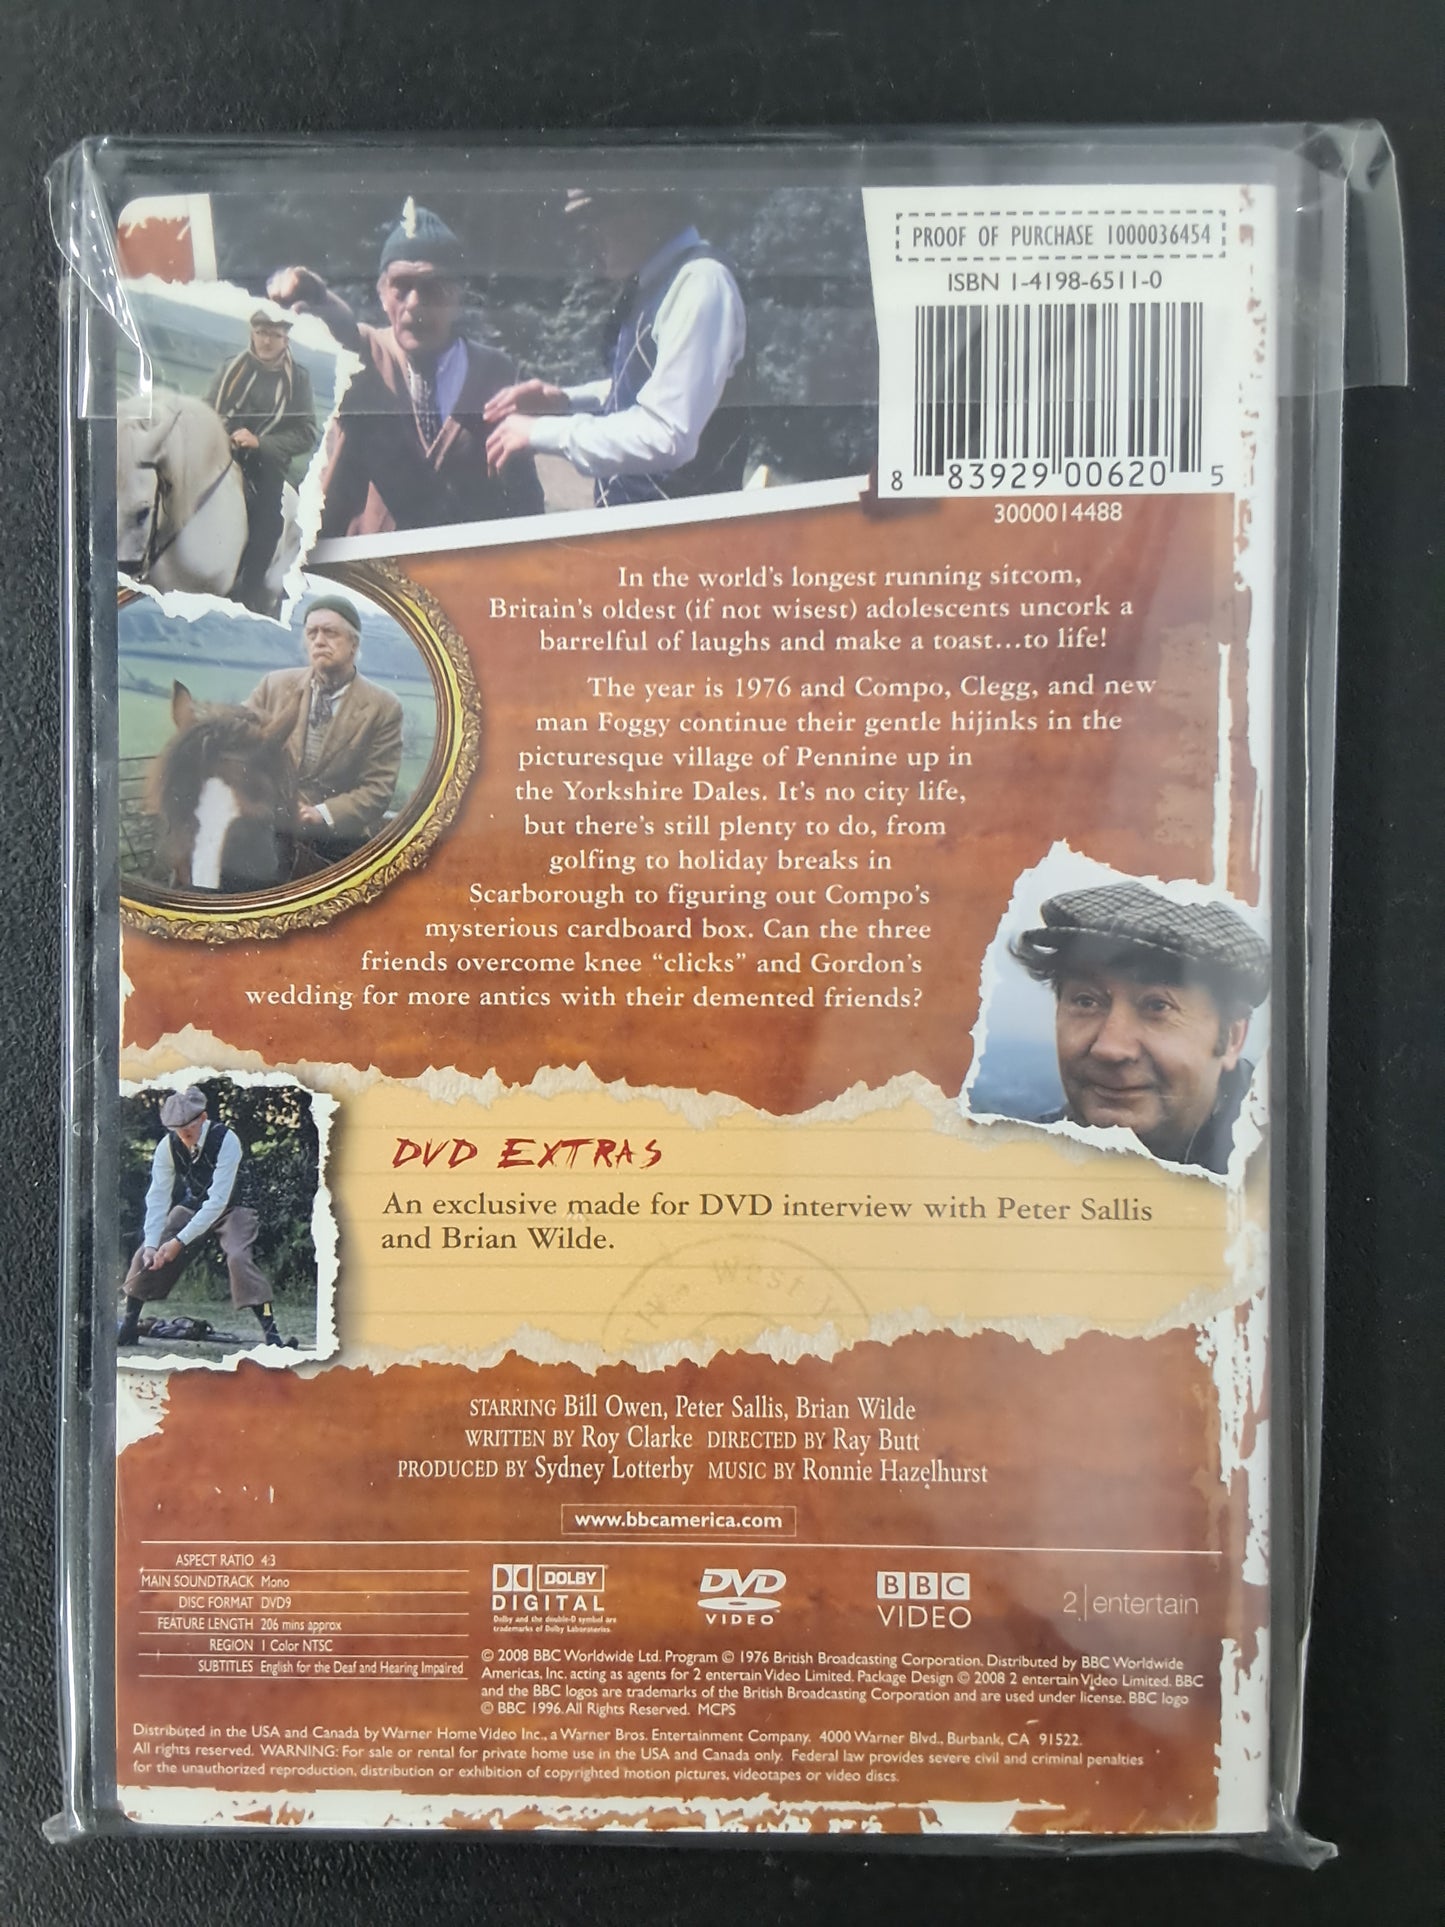 PROOF OF PURCHASE 1000036454
ISBN 1-4198-6511-0
8 83929 00620 5
3000014488
In the world's longest running sitcom,
Britain's oldest (if not wisest) adolescents uncork a
barrelful of laughs and make a toast...to life!
The year is 1976 and Compo, Clegg, and new
man Foggy continue their gentle hijinks in the
picturesque village of Pennine up in
the Yorkshire Dales. It's no city life,
but there's still plenty to do, from
golfing to holiday breaks in
Scarborough to figuring out Compo's
mysterious cardboard box. Can the three
friends overcome knee "clicks" and Gordon's
wedding for more antics with their demented friends?
DVD EXTRAS
An exclusive made for DVD interview with Peter Sallis
and Brian Wilde.
West
STARRING Bill Owen, Peter Sallis, Brian Wilde
WRITTEN BY Roy Clarke DIRECTED BY Ray Butt
PRODUCED BY Sydney Lotterby MUSIC BY Ronnie Hazelhurst
www.bbcamerica.com
ASPECT RATIO 4:3
MAIN SOUNDTRACK Mono
DISC FORMAT DVD9
FEATURE LENGTH 206 mins approx
REGION 1 Color NTSC
SUBTITLES English for the Deaf and Hearing Impaired
DOLBY
DIGITAL
Dolby and the double-D symbol are
trademarks of Dolby Laboratories.
DVD
VIDEO
BBC
VIDEO
2 entertain
© 2008 BBC Worldwide Ltd. Program © 1976 British Broadcasting Corporation. Distributed by BBC Worldwide
Americas, Inc. acting as agents for 2 entertain Video Limited. Package Design © 2008 2 entertain Video Limited. BBC
and the BBC logos are trademarks of the British Broadcasting Corporation and are used under license. BBC logo
© BBC 1996. All Rights Reserved. MCPS
Distributed in the USA and Canada by Warner Home Video Inc., a Warner Bros. Entertainment Company. 4000 Warner Blvd., Burbank, CA 91522.
All rights reserved. WARNING: For sale or rental for private home use in the USA and Canada only. Federal law provides severe civil and criminal penalties
for the unauthorized reproduction, distribution or exhibition of copyrighted motion pictures, videotapes or video discs.